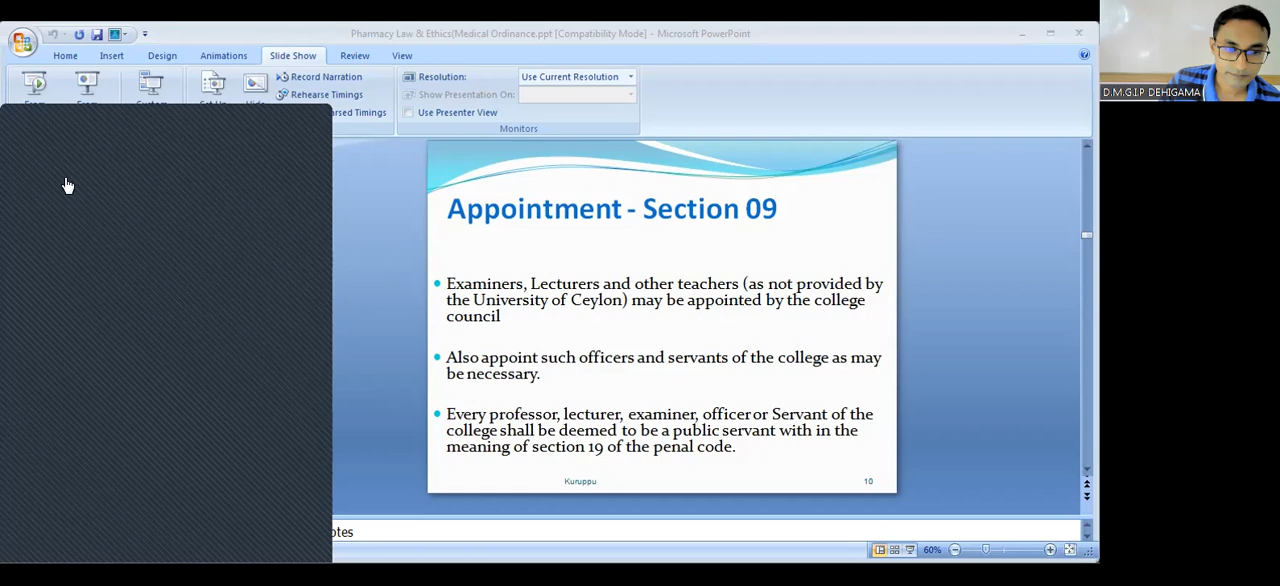 Pharmacy Law & Ethics(Medical Ordinance.ppt [Compatibility Mode] - Microsoft PowerPoint
Home Insert Design Animations Slide Show Review View
Record Narration
Rehearse Timings
rsed Timings
Resolution: Use Current Resolution
Show Presentation On:
Use Presenter View
Monitors
D.M.G.I.P DEHIGAMA
Appointment - Section 09
Examiners, Lecturers and other teachers (as not provided by
the University of Ceylon) may be appointed by the college
council
Also appoint such officers and servants of the college as may
be necessary.
Every professor, lecturer, examiner, officer or Servant of the
college shall be deemed to be a public servant with in the
meaning of section 19 of the penal code.
Kuruppu 10
otes
60%